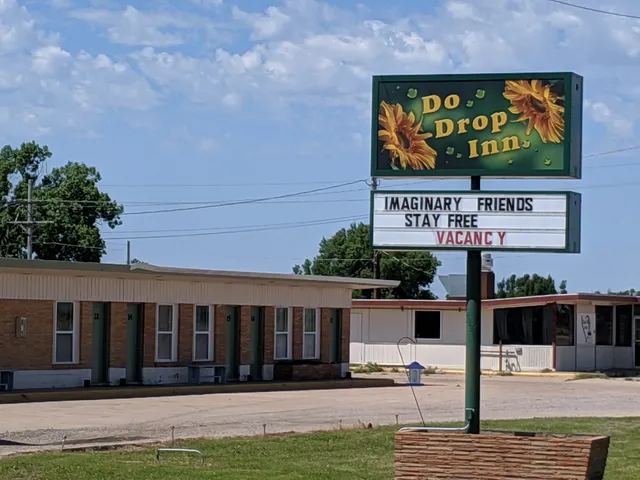 Do
Drop
Inn
IMAGINARY FRIENDS
STAY FREE
VACANCY